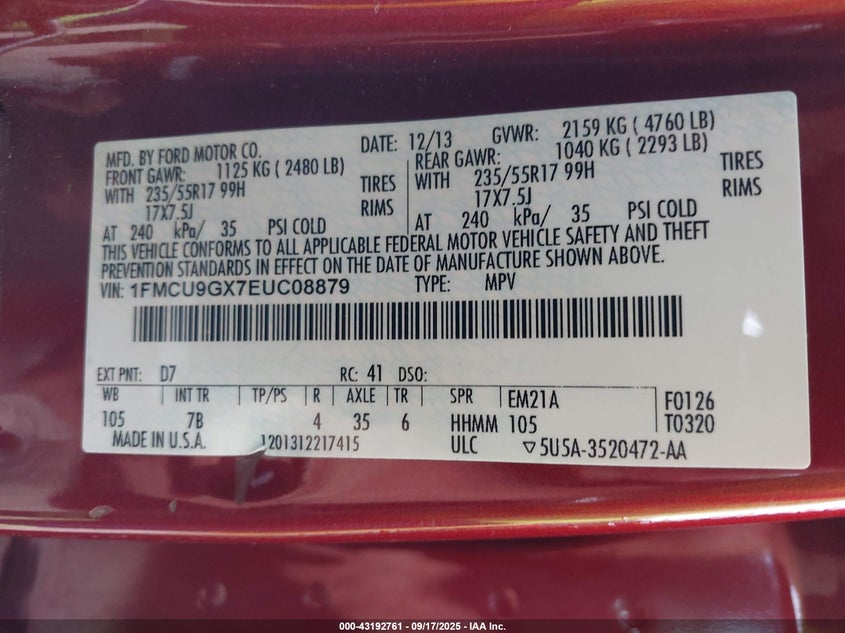 MFD. BY FORD MOTOR CO. DATE: 12/13 GVWR: 2159 KG ( 4760 LB)
FRONT GAWR: 1125 KG ( 2480 LB) REAR GAWR: 1040 KG ( 2293 LB)
WITH 235/55R17 99H TIRES WITH 235/55R17 99H TIRES
17X7.5J RIMS 17X7.5J RIMS
AT 240 kPa/ 35 PSI COLD AT 240 kPa/ 35 PSI COLD
THIS VEHICLE CONFORMS TO ALL APPLICABLE FEDERAL MOTOR VEHICLE SAFETY AND THEFT
PREVENTION STANDARDS IN EFFECT ON THE DATE OF MANUFACTURE SHOWN ABOVE.
VIN: 1FMCU9GX7EUC08879 TYPE: MPV
EXT PNT: D7 RC: 41 DSO:
WB INT TR TP/PS R AXLE TR SPR EM21A F0126
105 7B 4 35 6 HHMM 105 T0320
MADE IN U.S.A. 1201312217415 ULC ▽5U5A-3520472-AA
000-43192761 - 09/17/2025 - IAA Inc.